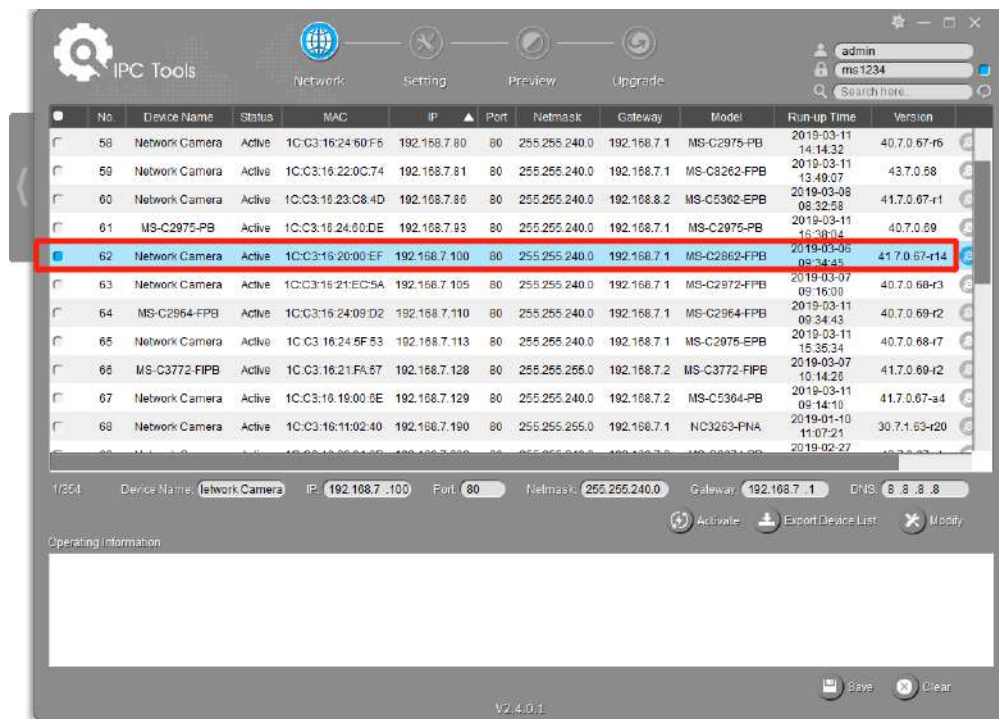 IPC Tools
Network
Setting
Preview
Upgrade
admin
ms1234
Search here...
No. Device Name Status MAC IP Port Netmask Gateway Model Run-up Time Version
58 Network Camera Active 1C:C3:16:24:60:F6 192.168.7.80 80 255.255.240.0 192.168.7.1 MS-C2975-PB 2019-03-11 14:14:32 40.7.0.67-r6
59 Network Camera Active 1C:C3:16:22:0C:74 192.168.7.81 80 255.255.240.0 192.168.7.1 MS-C8262-FPB 2019-03-11 13:49:07 43.7.0.68
60 Network Camera Active 1C:C3:16:23:C8:4D 192.168.7.86 80 255.255.240.0 192.168.8.2 MS-C5362-EPB 2019-03-08 08:32:58 41.7.0.67-r1
61 MS-C2975-PB Active 1C:C3:16:24:60:DE 192.168.7.93 80 255.255.240.0 192.168.7.1 MS-C2975-PB 2019-03-11 16:38:04 40.7.0.69
62 Network Camera Active 1C:C3:16:20:00:EF 192.168.7.100 80 255.255.240.0 192.168.7.1 MS-C2862-FPB 2019-03-06 09:34:45 41.7.0.67-r14
63 Network Camera Active 1C:C3:16:21:EC:5A 192.168.7.105 80 255.255.240.0 192.168.7.1 MS-C2972-FPB 2019-03-07 09:16:00 40.7.0.68-r3
64 MS-C2964-FPB Active 1C:C3:16:24:09:D2 192.168.7.110 80 255.255.240.0 192.168.7.1 MS-C2964-FPB 2019-03-11 09:34:43 40.7.0.69-r2
65 Network Camera Active 1C:C3:16:24:5F:53 192.168.7.113 80 255.255.240.0 192.168.7.1 MS-C2975-EPB 2019-03-11 15:35:34 40.7.0.68-r7
66 MS-C3772-FIPB Active 1C:C3:16:21:FA:67 192.168.7.128 80 255.255.255.0 192.168.7.2 MS-C3772-FIPB 2019-03-07 10:14:26 41.7.0.69-r2
67 Network Camera Active 1C:C3:16:19:00:6E 192.168.7.129 80 255.255.240.0 192.168.7.2 MS-C5364-PB 2019-03-11 09:14:10 41.7.0.67-a4
68 Network Camera Active 1C:C3:16:11:02:40 192.168.7.190 80 255.255.255.0 192.168.7.1 NC3263-PNA 2019-01-10 11:07:21 30.7.1.63-r20
2019-02-27
1/354 Device Name: letwork Camera IP: 192.168.7 .100 Port: 80 Netmask: 255.255.240.0 Gateway: 192.168.7 .1 DNS: 8 .8 .8 .8
Activate Export Device List Modify
Operating Information
Save Clear
V2.4.0.1